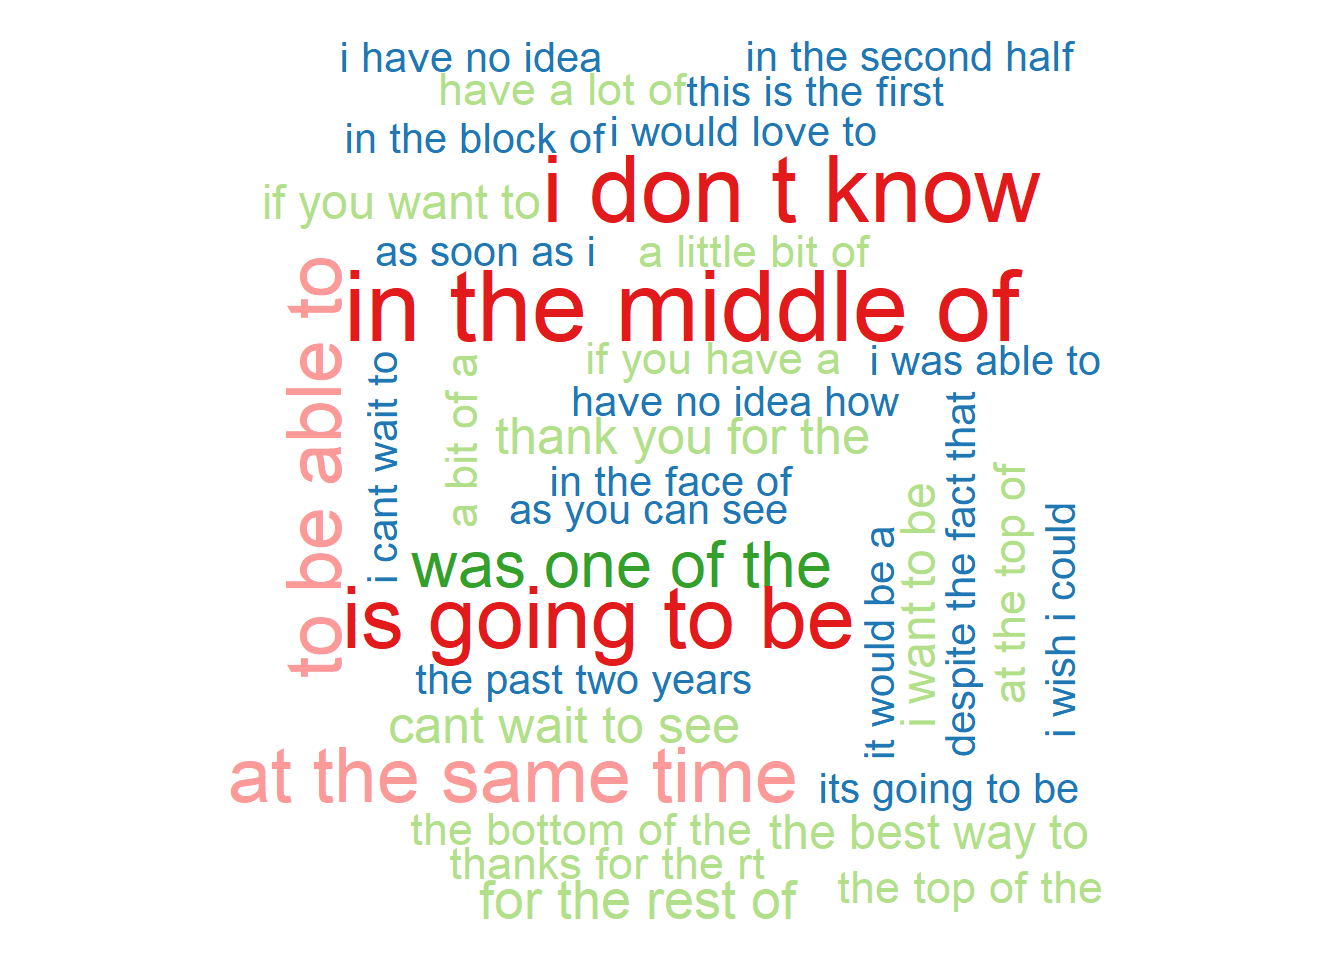 i have no idea
in the second half
have a lot of
this is the first
in the block of
i would love to
if you want to
i don t know
as soon as i
a little bit of
to be able to
in the middle of
i cant wait to
a bit of a
if you have a
i was able to
have no idea how
thank you for the
in the face of
as you can see
was one of the
is going to be
it would be a
i want to be
despite the fact that
at the top of
i wish i could
the past two years
cant wait to see
at the same time
its going to be
the bottom of the
the best way to
thanks for the rt
for the rest of
the top of the